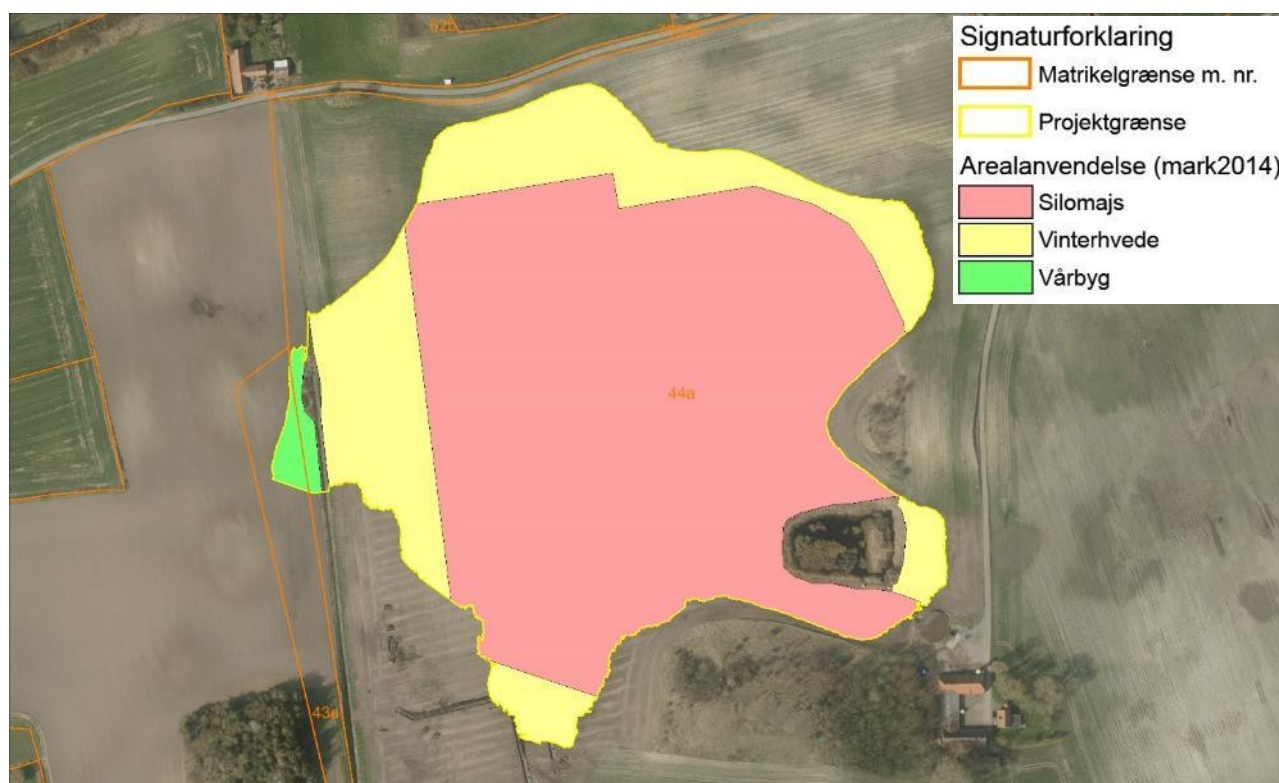 Signaturforklaring
Matrikelgrænse m. nr.
Projektgrænse
Arealanvendelse (mark2014)
Silomajs
Vinterhvede
Vårbyg
44a
43a